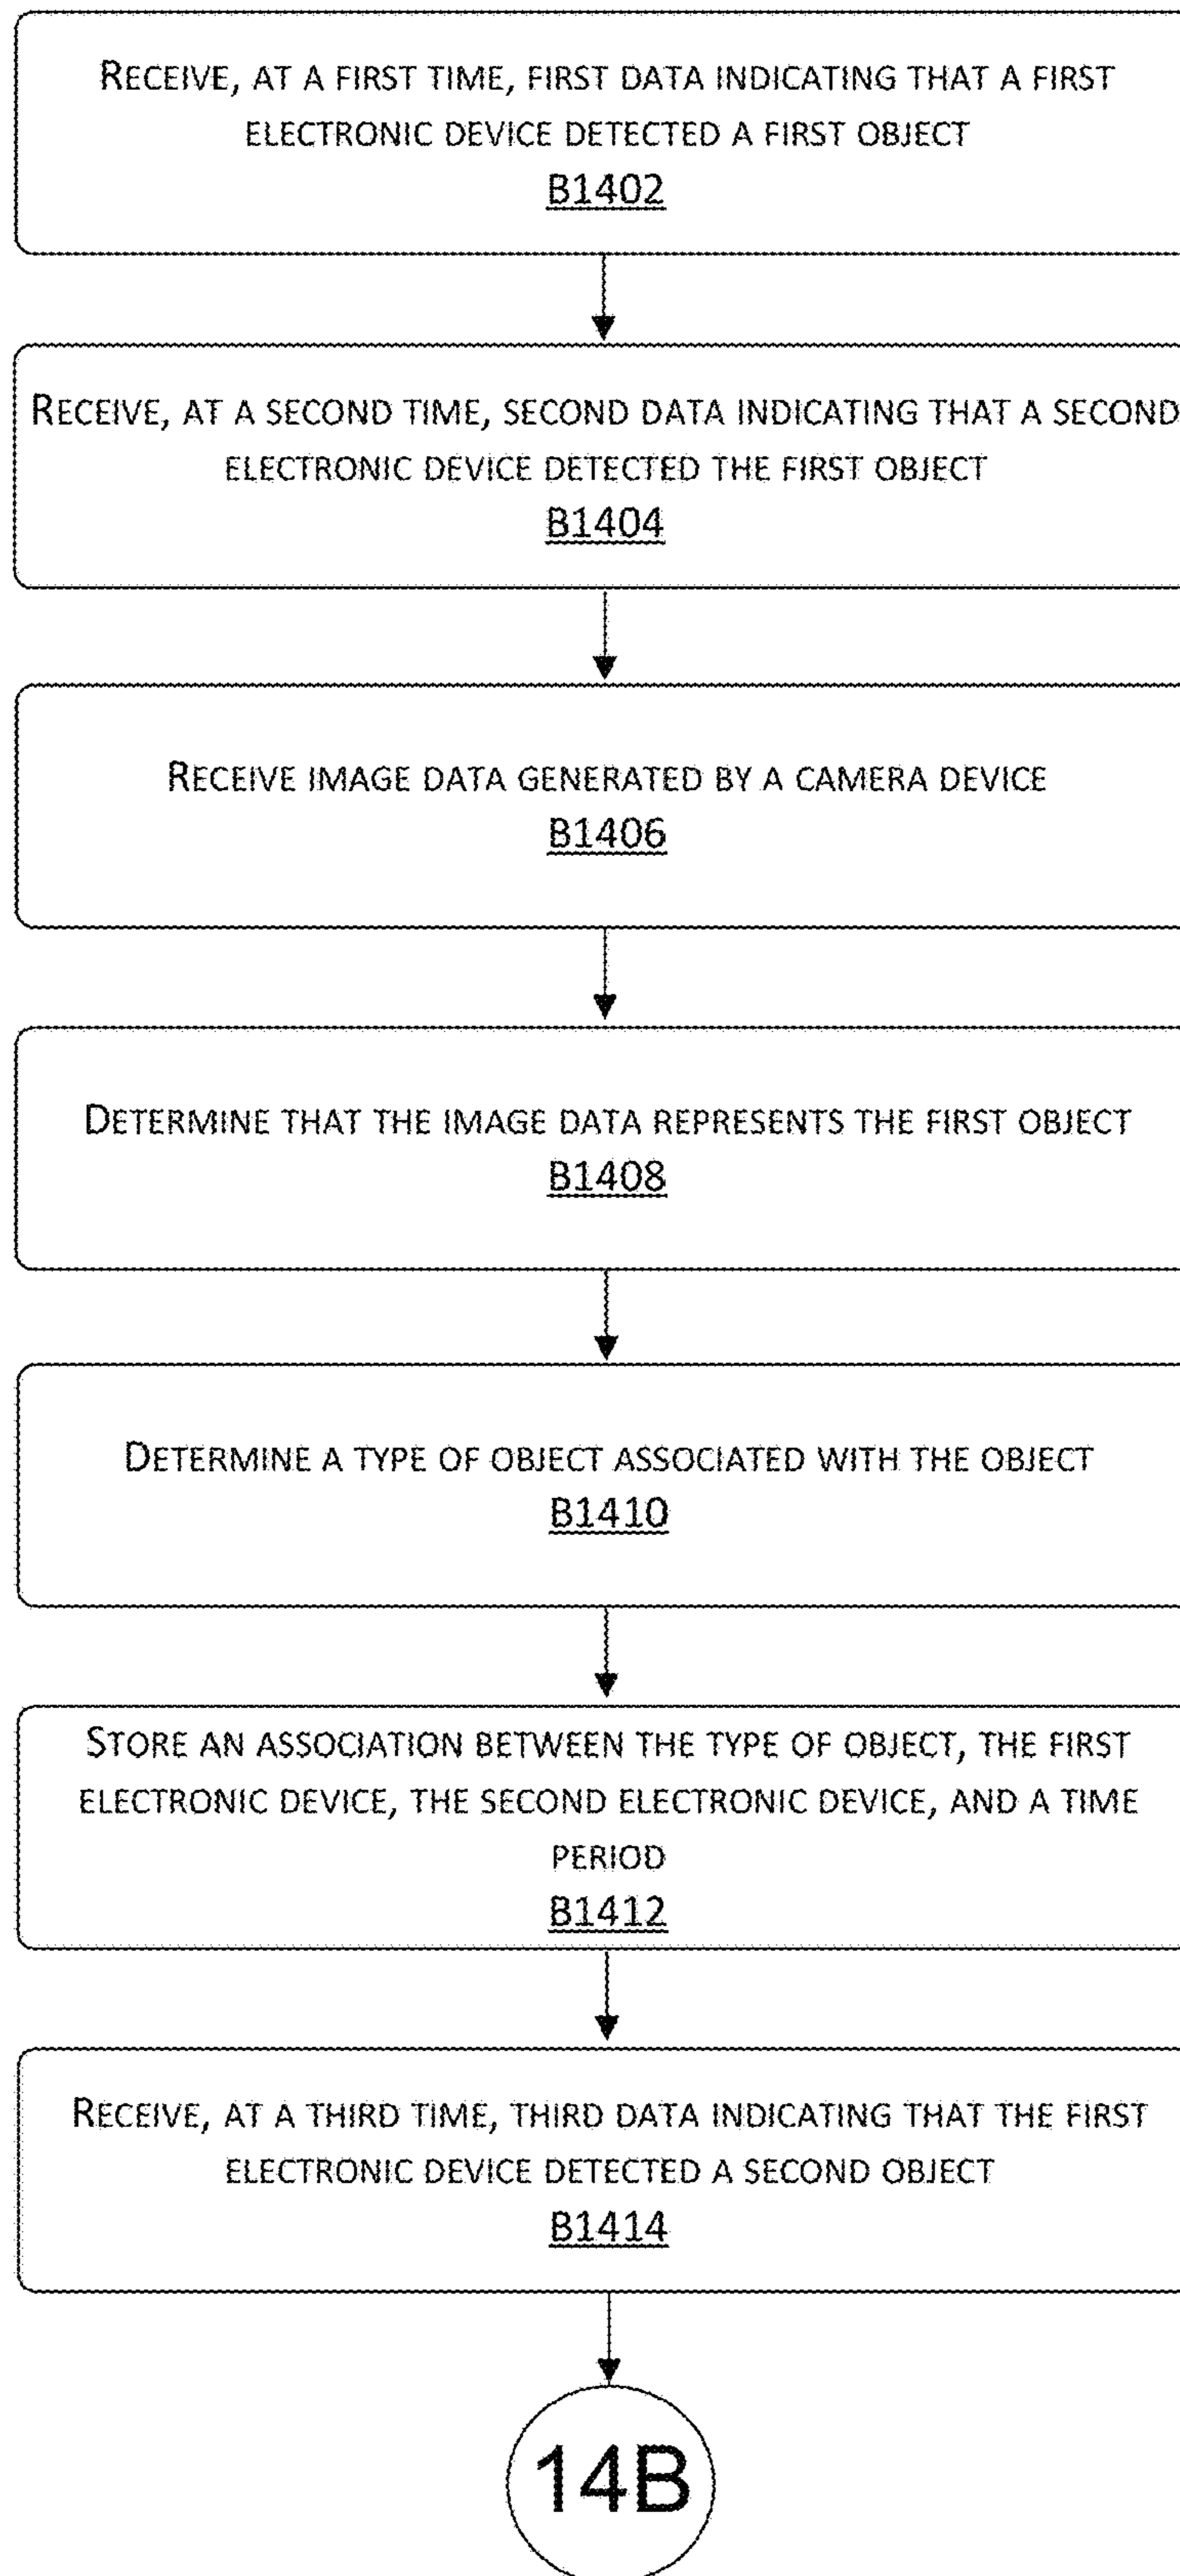 RECEIVE, AT A FIRST TIME, FIRST DATA INDICATING THAT A FIRST
ELECTRONIC DEVICE DETECTED A FIRST OBJECT
B1402
RECEIVE, AT A SECOND TIME, SECOND DATA INDICATING THAT A SECOND
ELECTRONIC DEVICE DETECTED THE FIRST OBJECT
B1404
RECEIVE IMAGE DATA GENERATED BY A CAMERA DEVICE
B1406
DETERMINE THAT THE IMAGE DATA REPRESENTS THE FIRST OBJECT
B1408
DETERMINE A TYPE OF OBJECT ASSOCIATED WITH THE OBJECT
B1410
STORE AN ASSOCIATION BETWEEN THE TYPE OF OBJECT, THE FIRST
ELECTRONIC DEVICE, THE SECOND ELECTRONIC DEVICE, AND A TIME
PERIOD
B1412
RECEIVE, AT A THIRD TIME, THIRD DATA INDICATING THAT THE FIRST
ELECTRONIC DEVICE DETECTED A SECOND OBJECT
B1414
14B